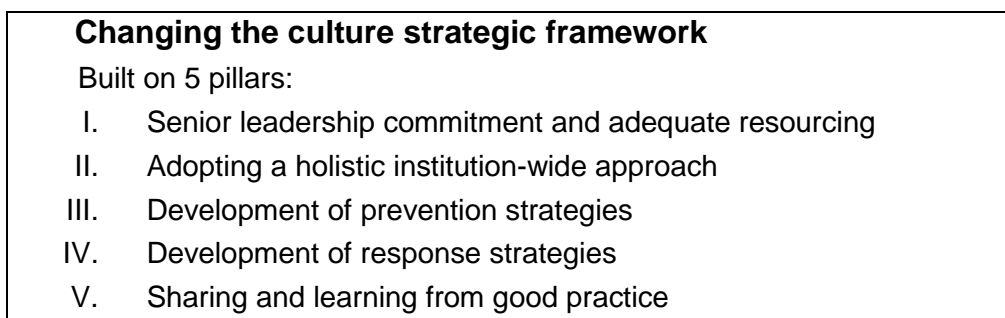 Changing the culture strategic framework
Built on 5 pillars:
I. Senior leadership commitment and adequate resourcing
II. Adopting a holistic institution-wide approach
III. Development of prevention strategies
IV. Development of response strategies
V. Sharing and learning from good practice